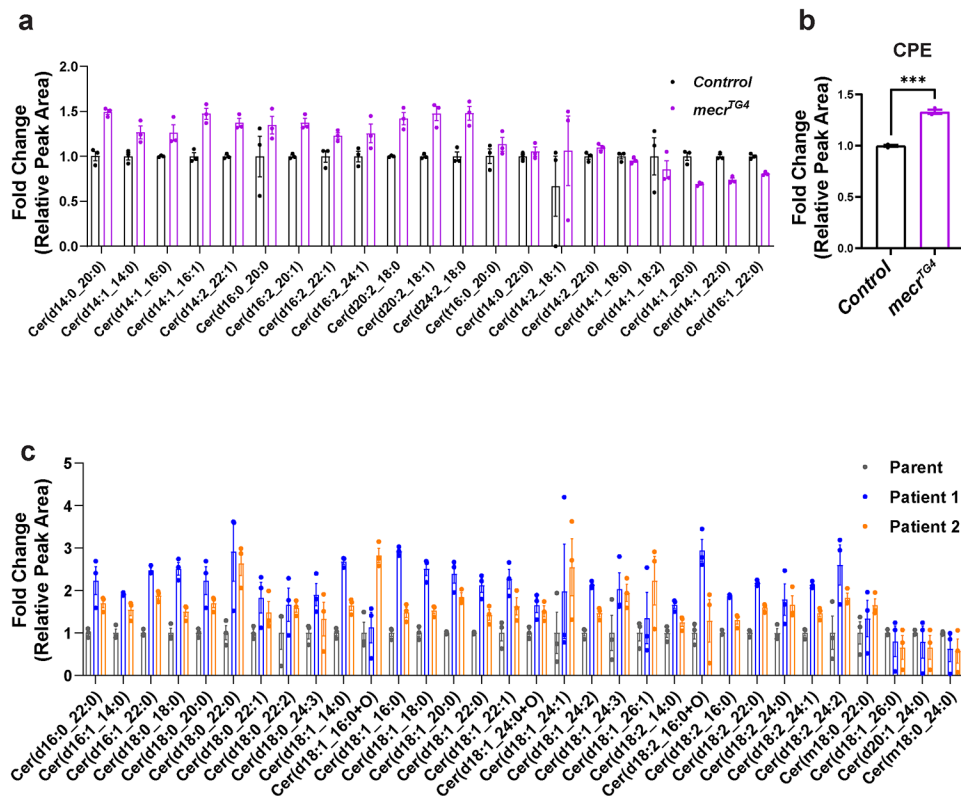 a
2.0
1.5
1.0
0.5
0.0
Fold Change
(Relative Peak Area)
Contrrol
mecrTG4
Cer(d14:0_20:0)
Cer(d14:1_14:0)
Cer(d14:1_16:0)
Cer(d14:1_16:1)
Cer(d14:2_22:1)
Cer(d16:0_20:0
Cer(d16:2_20:1)
Cer(d16:2_22:1)
Cer(d16:2_24:1)
Cer(d20:2_18:0
Cer(d20:2_18:1)
Cer(d24:2_18:0
Cer(t16:0_20:0)
Cer(d14:0_22:0)
Cer(d14:2_18:1)
Cer(d14:2_22:0)
Cer(d14:1_18:0)
Cer(d14:1_18:2)
Cer(d14:1_20:0)
Cer(d14:1_22:0)
Cer(d16:1_22:0)
b
CPE
***
1.5
1.0
0.5
0.0
Fold Change
(Relative Peak Area)
Control
mecrTG4
c
5
4
3
2
1
0
Fold Change
(Relative Peak Area)
Parent
Patient 1
Patient 2
Cer(d16:0_22:0)
Cer(d16:1_14:0)
Cer(d16:1_22:0)
Cer(d18:0_18:0)
Cer(d18:0_20:0)
Cer(d18:0_22:0)
Cer(d18:0_22:1)
Cer(d18:0_22:2)
Cer(d18:0_24:3)
Cer(d18:1_14:0)
Cer(d18:1_16:0+O)
Cer(d18:1_16:0)
Cer(d18:1_18:0)
Cer(d18:1_20:0)
Cer(d18:1_22:0)
Cer(d18:1_22:1)
Cer(d18:1_24:0+O)
Cer(d18:1_24:1)
Cer(d18:1_24:2)
Cer(d18:1_24:3)
Cer(d18:1_26:1)
Cer(d18:2_14:0)
Cer(d18:2_16:0+O)
Cer(d18:2_16:0)
Cer(d18:2_22:0)
Cer(d18:2_24:0)
Cer(d18:2_24:1)
Cer(d18:2_24:2)
Cer(m18:0_22:0)
Cer(d18:1_26:0)
Cer(d20:1_24:0)
Cer(m18:0_24:0)